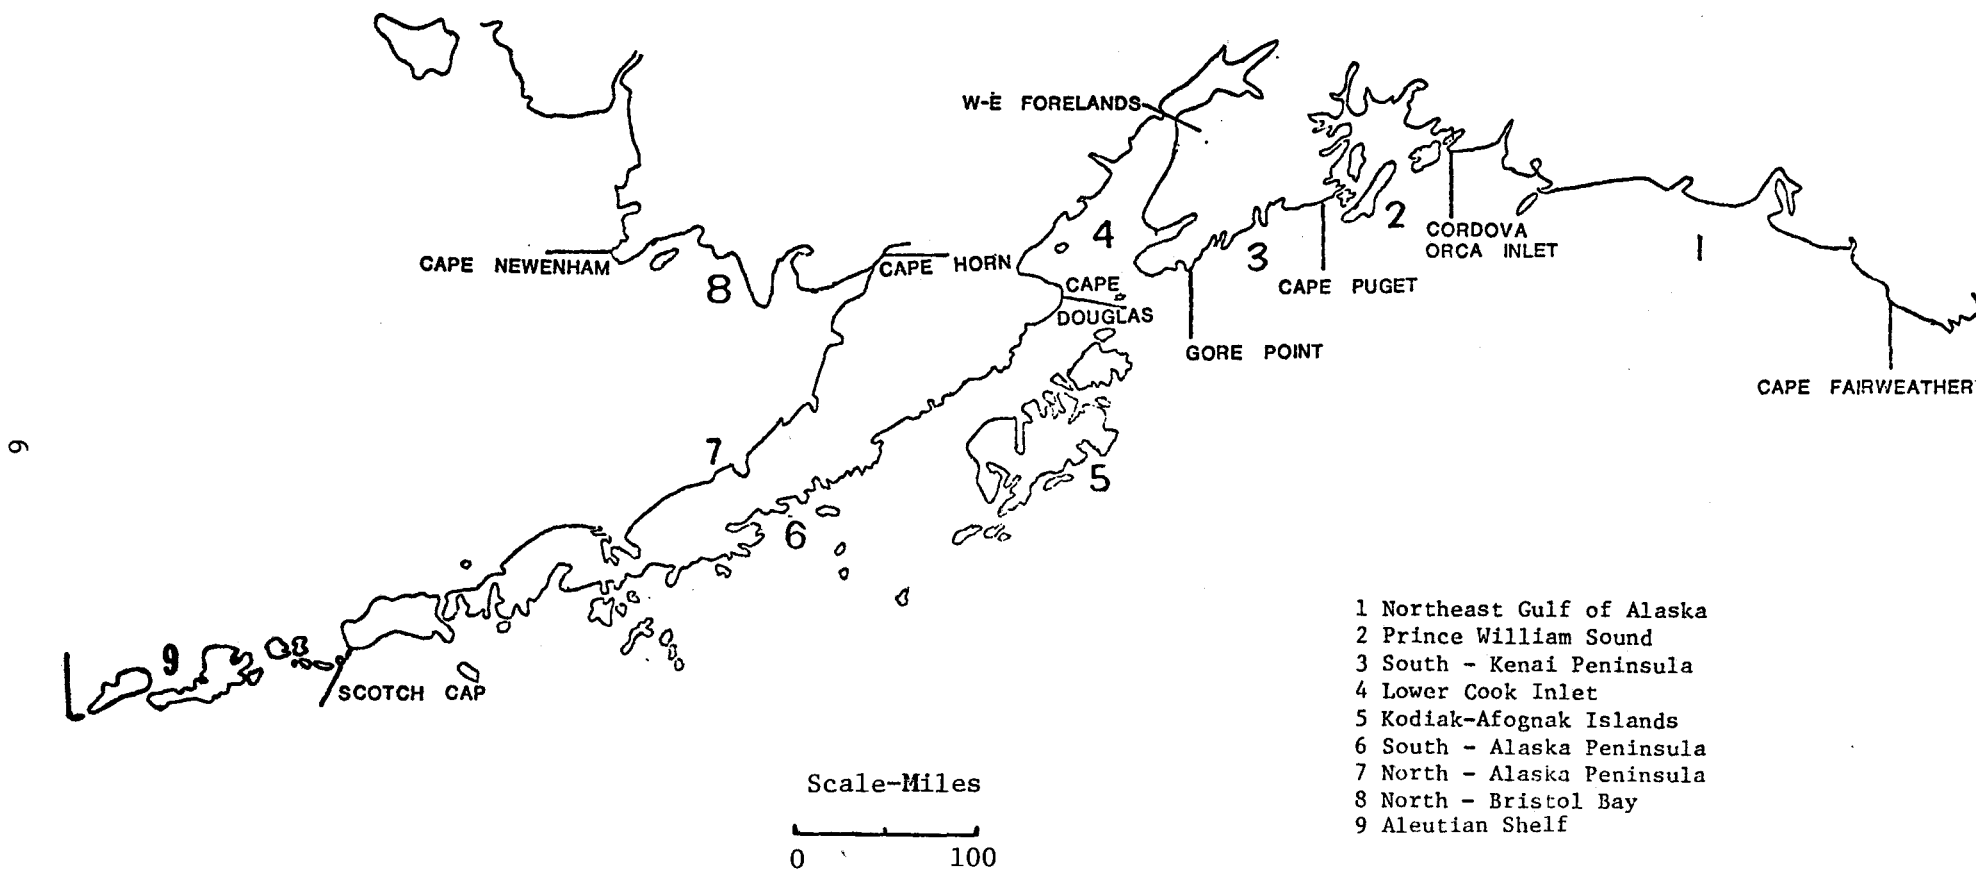 W-E FORELANDS
CAPE NEWENHAM
8
CAPE HORN
4
CAPE
DOUGLAS
3
2
CORDOVA
ORCA INLET
1
CAPE PUGET
GORE POINT
CAPE FAIRWEATHER
6
7
5
6
9
SCOTCH CAP
1 Northeast Gulf of Alaska
2 Prince William Sound
3 South - Kenai Peninsula
4 Lower Cook Inlet
5 Kodiak-Afognak Islands
6 South - Alaska Peninsula
7 North - Alaska Peninsula
8 North - Bristol Bay
9 Aleutian Shelf
Scale-Miles
0 100